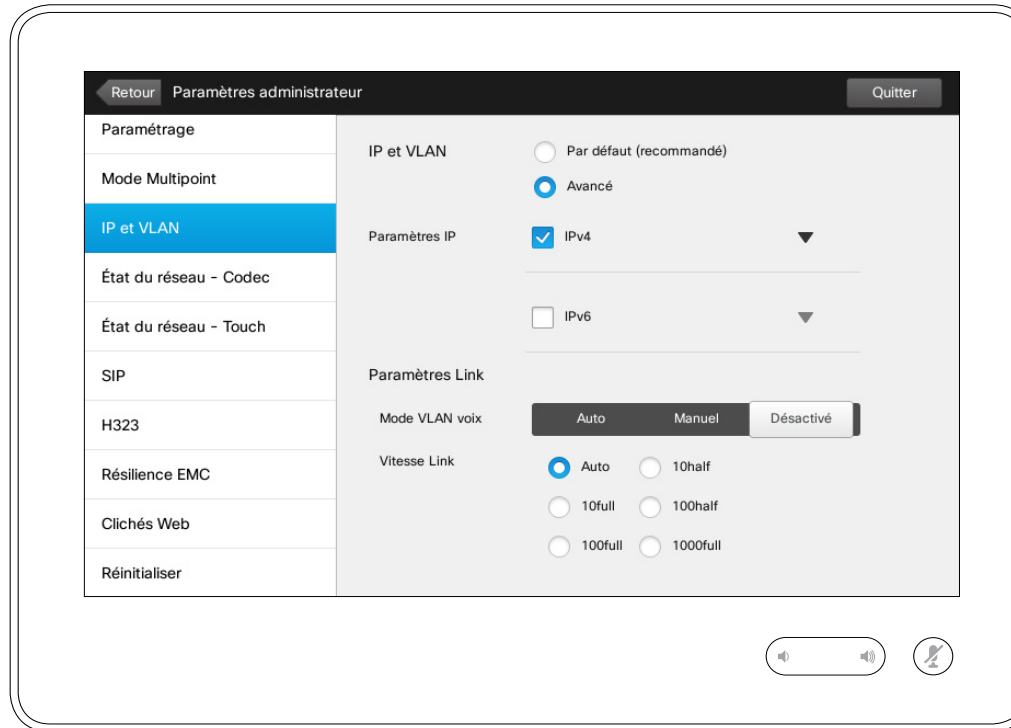 Retour Paramètres administrateur Quitter
Paramétrage
Mode Multipoint
IP et VLAN
État du réseau - Codec
État du réseau - Touch
SIP
H323
Résilience EMC
Clichés Web
Réinitialiser
IP et VLAN Par défaut (recommandé)
Avancé
Paramètres IP IPv4
IPv6
Paramètres Link
Mode VLAN voix Auto Manuel Désactivé
Vitesse Link Auto 10half
10full 100half
100full 1000full